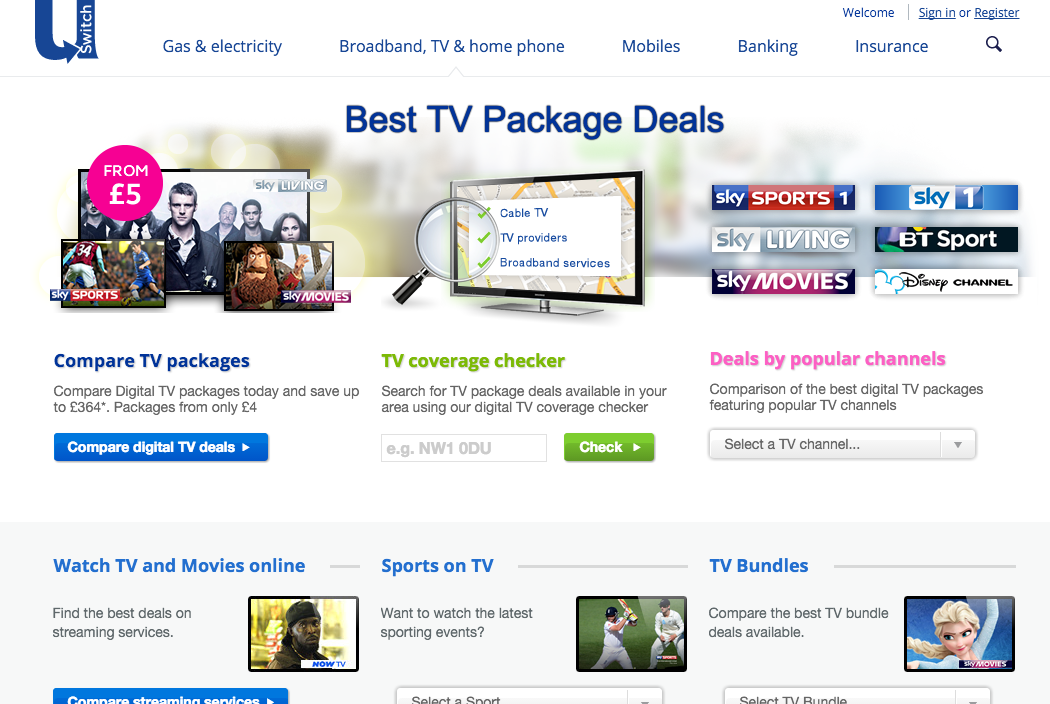 Switch
Welcome
Sign in or Register
Gas & electricity
Broadband, TV & home phone
Mobiles
Banking
Insurance
Best TV Package Deals
FROM
£5
sky LIVING
34
sky SPORTS
sky MOVIES
Cable TV
TV providers
Broadband services
sky SPORTS 1
sky 1
sky LIVING
BT Sport
sky MOVIES
Disney CHANNEL
Compare TV packages
Compare Digital TV packages today and save up
to £364*. Packages from only £4
Compare digital TV deals
TV coverage checker
Search for TV package deals available in your
area using our digital TV coverage checker
e.g. NW1 0DU
Check
Deals by popular channels
Comparison of the best digital TV packages
featuring popular TV channels
Select a TV channel...
Watch TV and Movies online
Find the best deals on
streaming services.
NOW TV
Compare streaming services
Sports on TV
Want to watch the latest
sporting events?
sky SPORTS
Select a Sport
TV Bundles
Compare the best TV bundle
deals available.
sky MOVIES
Select TV Bundle